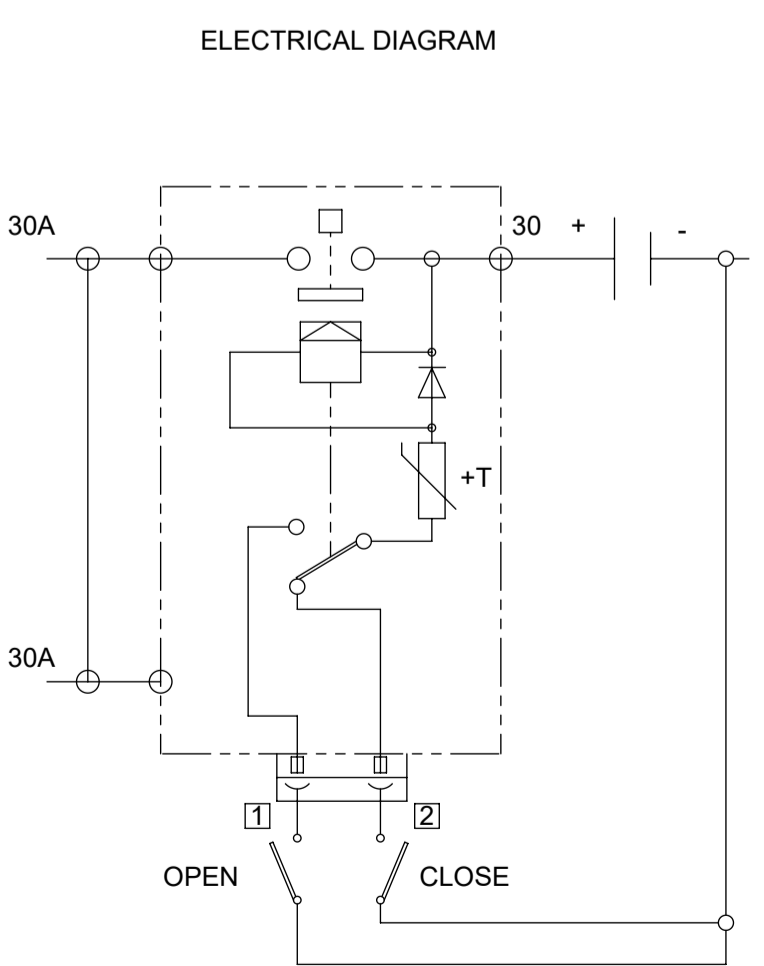 ELECTRICAL DIAGRAM
30A
30 + -
+T
30A
1 2
OPEN CLOSE